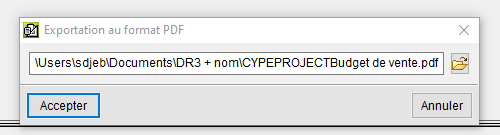 Exportation au format PDF
\Users\sdjeb\Documents\DR3 + nom\CYPEPROJECTBudget de vente.pdf
Accepter Annuler